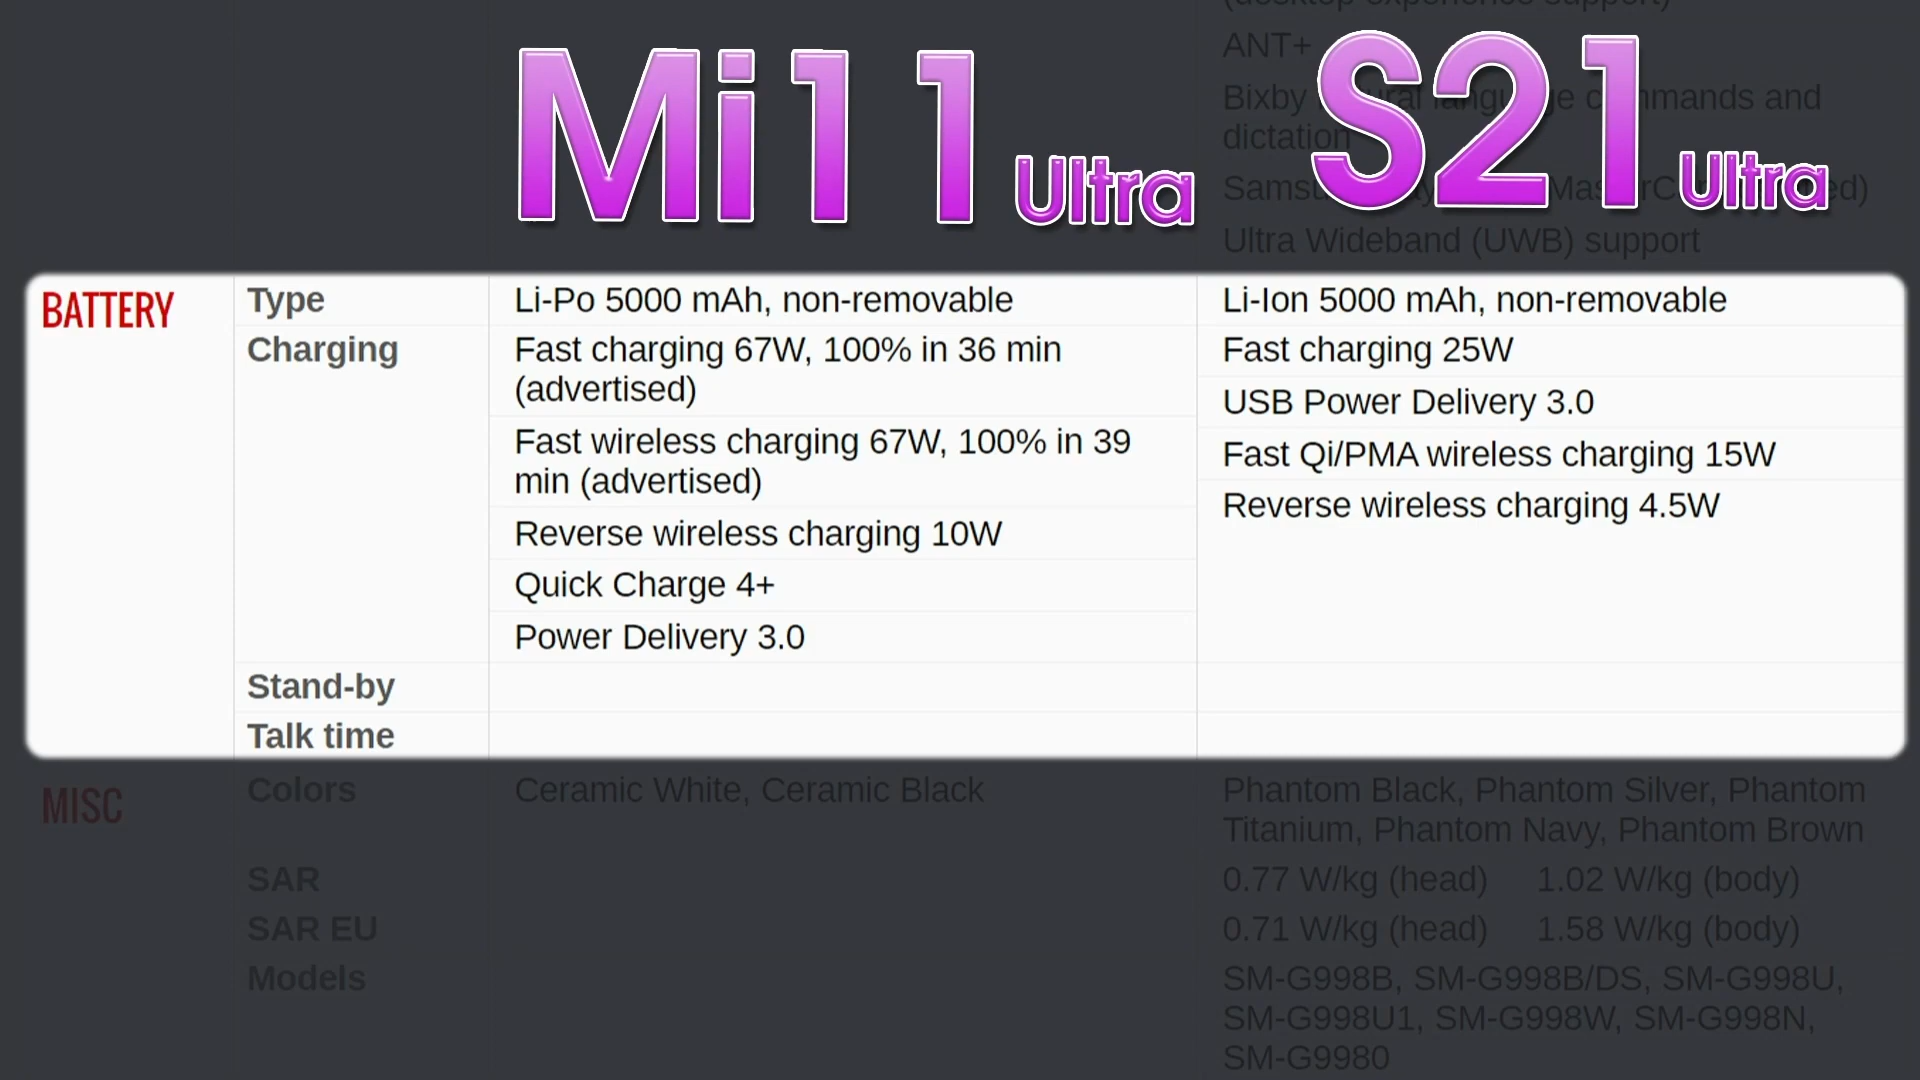 (desktop experience support)
ANT+
Mi11 Ultra
S21 Ultra
dictation
Ultra Wideband (UWB) support
BATTERY
Type
Li-Po 5000 mAh, non-removable
Li-Ion 5000 mAh, non-removable
Charging
Fast charging 67W, 100% in 36 min
(advertised)
Fast wireless charging 67W, 100% in 39
min (advertised)
Reverse wireless charging 10W
Quick Charge 4+
Power Delivery 3.0
Fast charging 25W
USB Power Delivery 3.0
Fast Qi/PMA wireless charging 15W
Reverse wireless charging 4.5W
Stand-by
Talk time
MISC
Colors
Ceramic White, Ceramic Black
Phantom Black, Phantom Silver, Phantom
Titanium, Phantom Navy, Phantom Brown
SAR
0.77 W/kg (head) 1.02 W/kg (body)
SAR EU
0.71 W/kg (head) 1.58 W/kg (body)
Models
SM-G998B, SM-G998B/DS, SM-G998U,
SM-G998U1, SM-G998W, SM-G998N,
SM-G9980